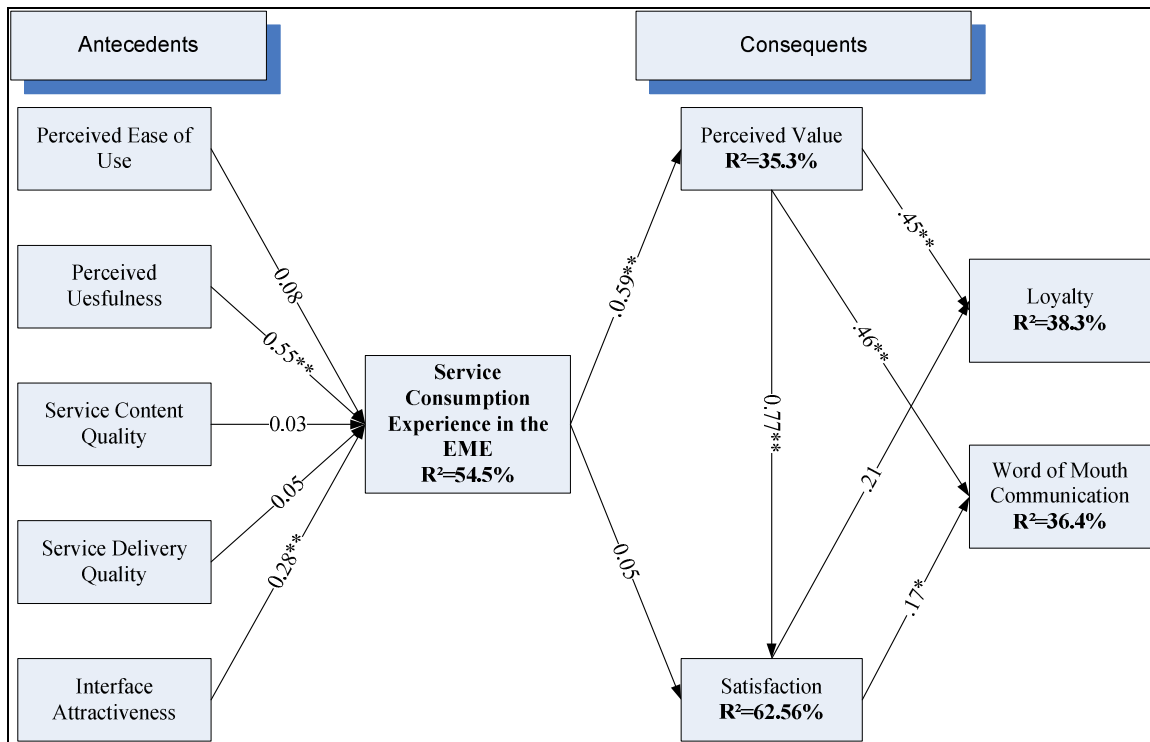 Antecedents
Consequents
Perceived Ease of
Use
Perceived
Uesfulness
Service Content
Quality
Service Delivery
Quality
Interface
Attractiveness
0.08
0.55**
0.03
0.05
0.28**
Service
Consumption
Experience in the
EME
R²=54.5%
.0.59**
0.05
Perceived Value
R²=35.3%
0.77**
Satisfaction
R²=62.56%
.45**
.46**
.21
.17*
Loyalty
R²=38.3%
Word of Mouth
Communication
R²=36.4%